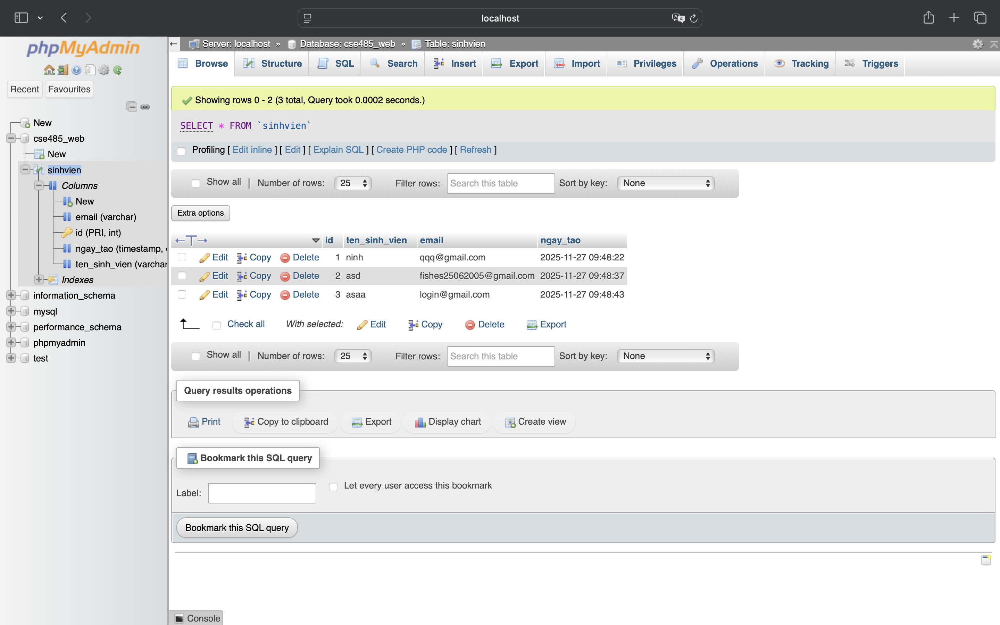 localhost
phpMyAdmin
Recent Favourites
New
cse485_web
New
sinhvien
Columns
New
email (varchar)
id (PRI, int)
ngay_tao (timestamp,
ten_sinh_vien (varchar
Indexes
information_schema
mysql
performance_schema
phpmyadmin
test
Server: localhost » Database: cse485_web » Table: sinhvien
Browse Structure SQL Search Insert Export Import Privileges Operations Tracking Triggers
Showing rows 0 - 2 (3 total, Query took 0.0002 seconds.)
SELECT * FROM `sinhvien`
Profiling [ Edit inline ] [ Edit ] [ Explain SQL ] [ Create PHP code ] [ Refresh ]
Show all | Number of rows: 25 Filter rows: Search this table Sort by key: None
Extra options
id ten_sinh_vien email ngay_tao
Edit Copy Delete 1 ninh qqq@gmail.com 2025-11-27 09:48:22
Edit Copy Delete 2 asd fishes25062005@gmail.com 2025-11-27 09:48:37
Edit Copy Delete 3 asaa login@gmail.com 2025-11-27 09:48:43
Check all With selected: Edit Copy Delete Export
Show all | Number of rows: 25 Filter rows: Search this table Sort by key: None
Query results operations
Print Copy to clipboard Export Display chart Create view
Bookmark this SQL query
Label: Let every user access this bookmark
Bookmark this SQL query
Console